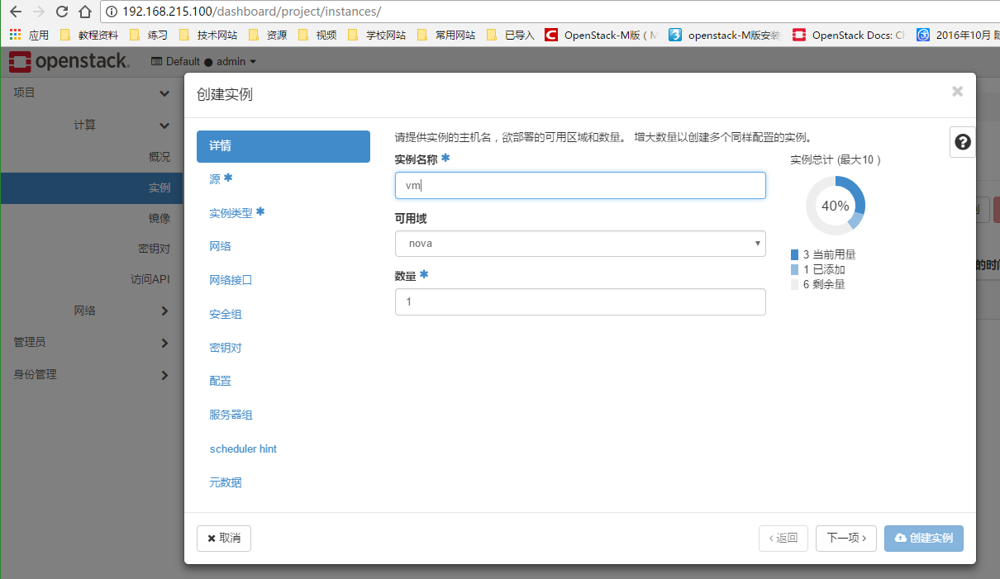 192.168.215.100/dashboard/project/instances/
应用 教程资料 练习 技术网站 资源 视频 学校网站 常用网站 已导入 OpenStack-M版 ( openstack-M版安装 OpenStack Docs: 2016年10月
openstack. Default admin
项目
计算
概况
实例
镜像
密钥对
访问API
网络
管理员
身份管理
创建实例
详情
源 *
实例类型 *
网络
网络接口
安全组
密钥对
配置
服务器组
scheduler hint
元数据
请提供实例的主机名，欲部署的可用区域和数量。 增大数量以创建多个同样配置的实例。
实例名称 *
vm
可用域
nova
数量 *
1
实例总计 (最大10 )
40%
3 当前用量
1 已添加
6 剩余量
的时间
取消
返回
下一项
创建实例